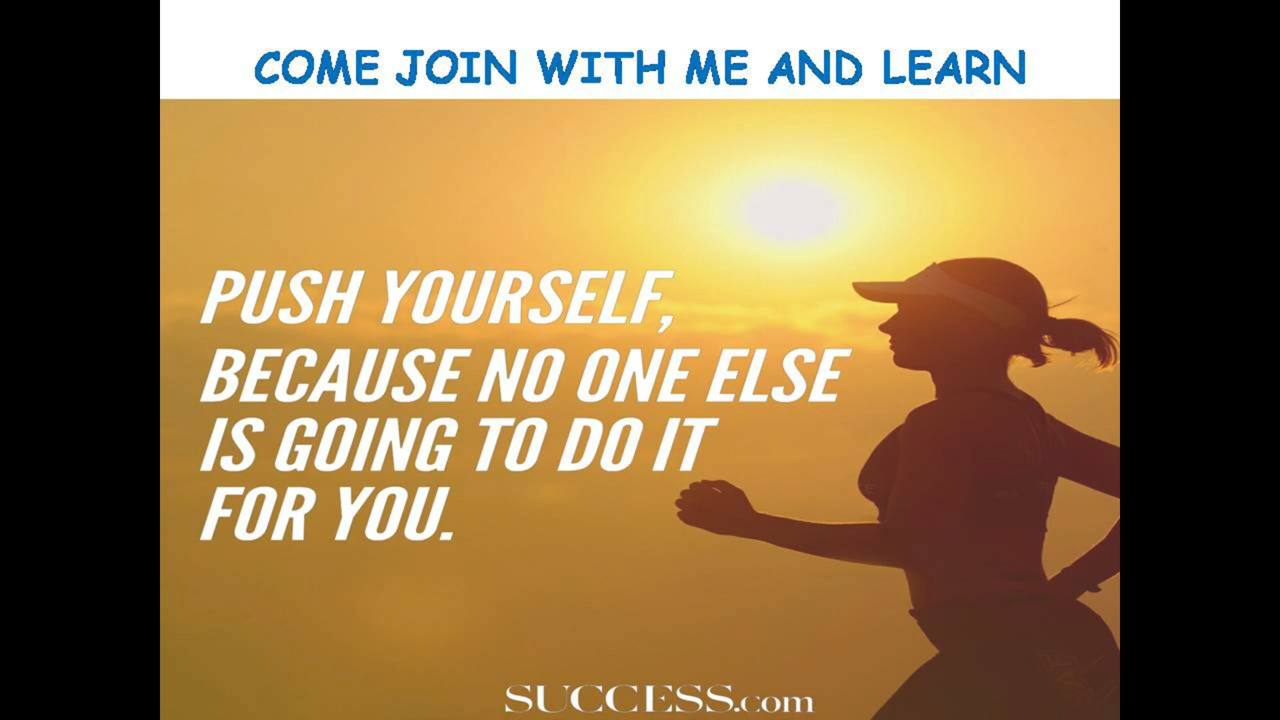 COME JOIN WITH ME AND LEARN
PUSH YOURSELF,
BECAUSE NO ONE ELSE
IS GOING TO DO IT
FOR YOU.
SUCCESS.com